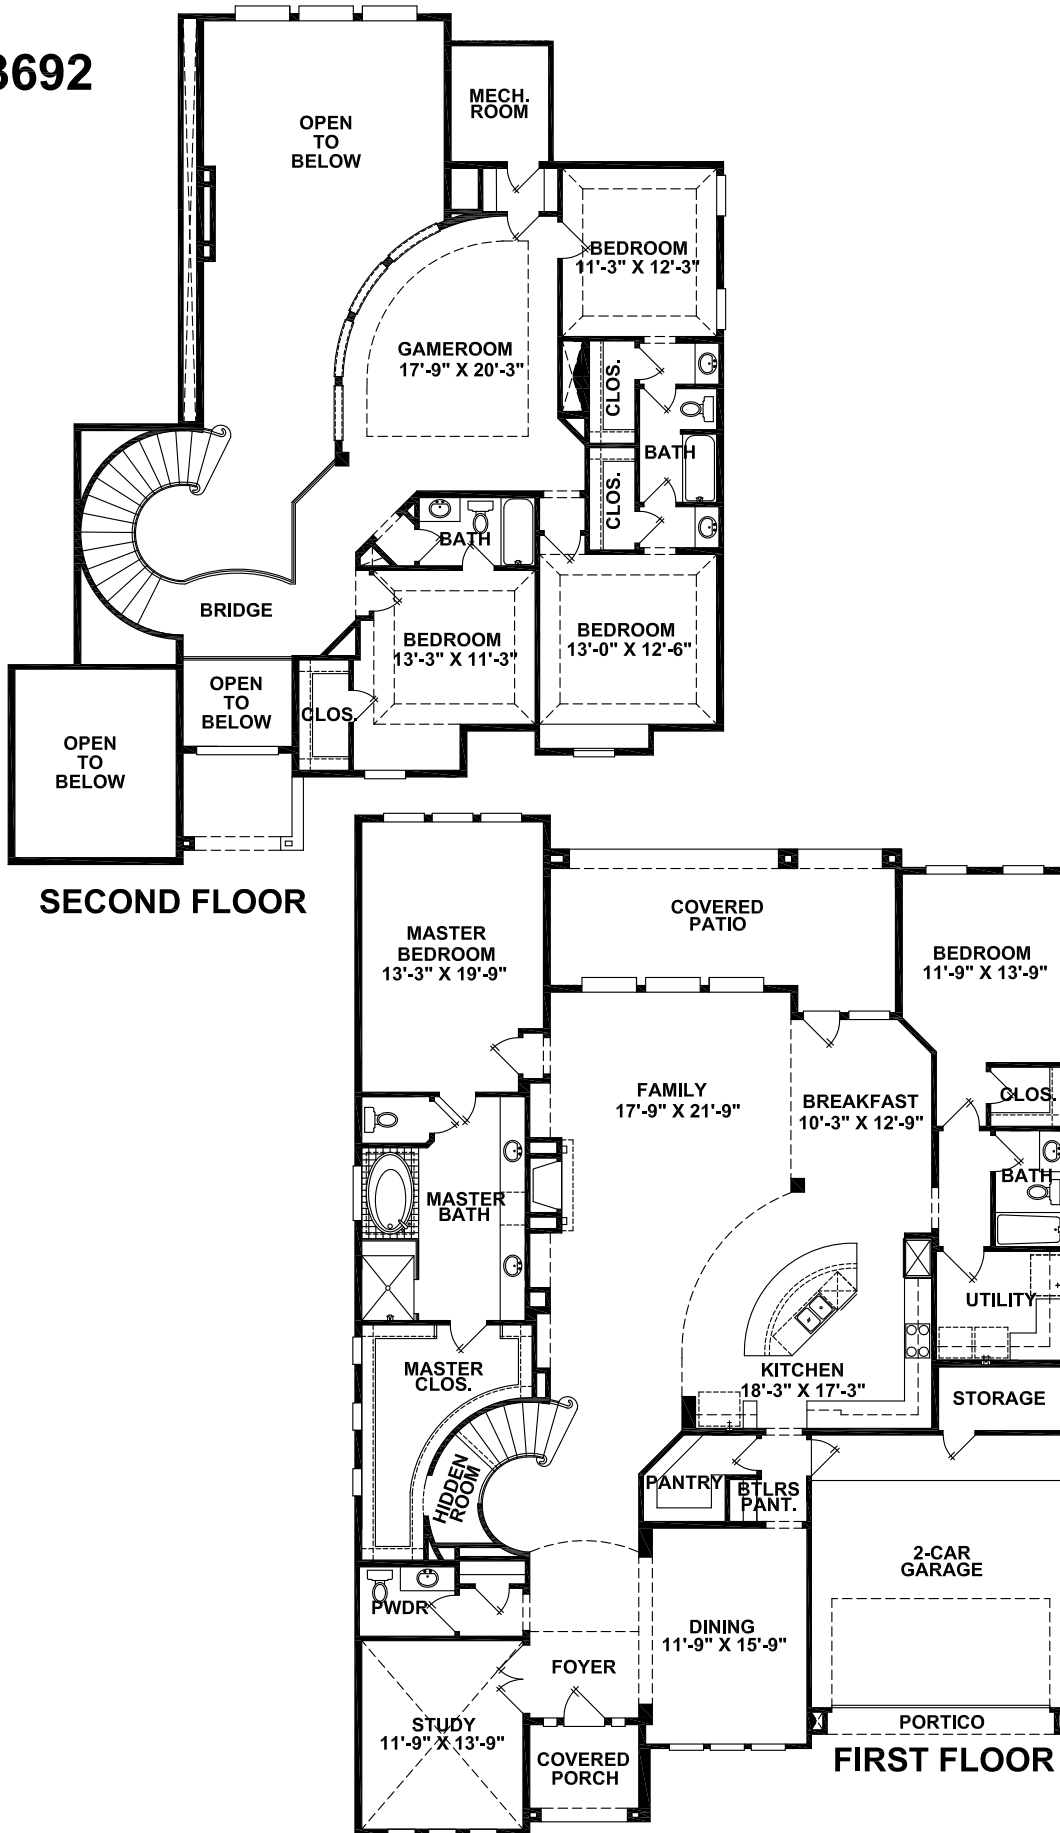 3692
OPEN
TO
BELOW
MECH.
ROOM
BEDROOM
11'-3" X 12'-3"
GAMEROOM
17'-9" X 20'-3"
CLOS.
BATH
CLOS.
BATH
BRIDGE
BEDROOM
13'-3" X 11'-3"
BEDROOM
13'-0" X 12'-6"
OPEN
TO
BELOW
CLOS.
OPEN
TO
BELOW
SECOND FLOOR
MASTER
BEDROOM
13'-3" X 19'-9"
COVERED
PATIO
BEDROOM
11'-9" X 13'-9"
FAMILY
17'-9" X 21'-9"
BREAKFAST
10'-3" X 12'-9"
CLOS.
BATH
MASTER
BATH
UTILITY
MASTER
CLOS.
KITCHEN
18'-3" X 17'-3"
STORAGE
HIDDEN
ROOM
PANTRY
BTLRS
PANT.
2-CAR
GARAGE
PWDR
DINING
11'-9" X 15'-9"
FOYER
STUDY
11'-9" X 13'-9"
COVERED
PORCH
PORTICO
FIRST FLOOR